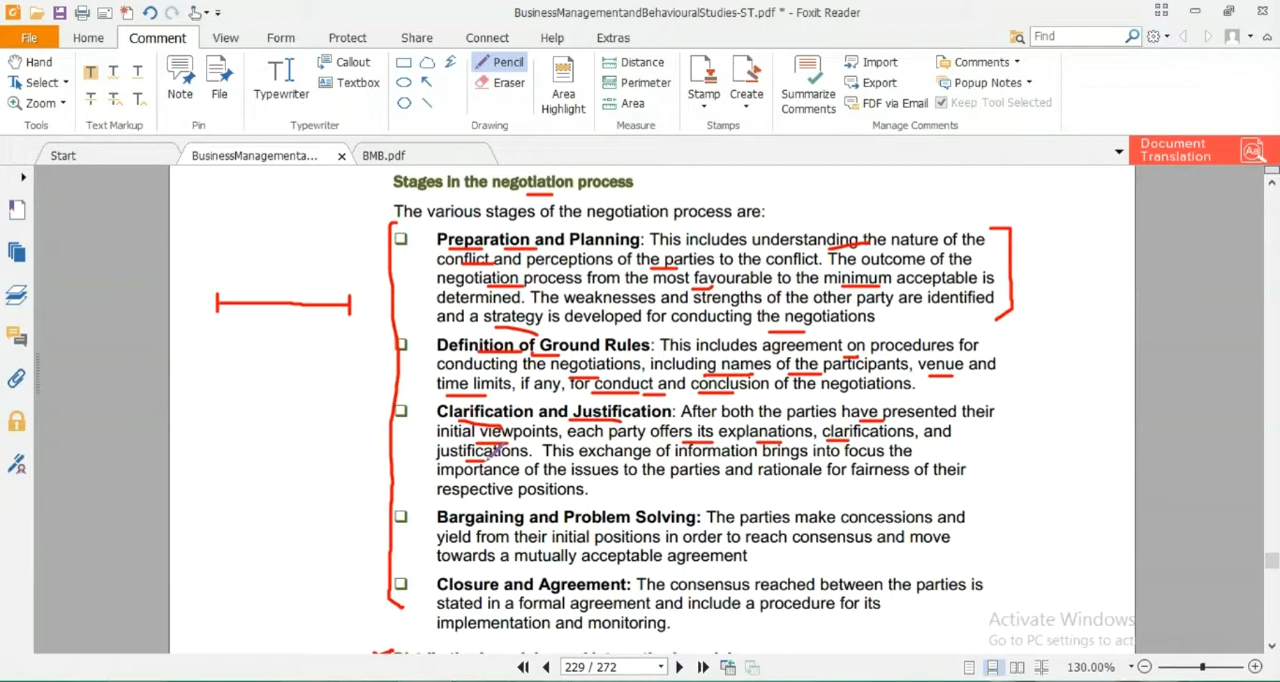 BusinessManagementandBehaviouralStudies-ST.pdf * - Foxit Reader
File Home Comment View Form Protect Share Connect Help Extras Find
Hand
Select
Zoom
Tools
Text Markup
Note
File
Pin
Typewriter
Callout
Textbox
Typewriter
Pencil
Eraser
Drawing
Area
Highlight
Distance
Perimeter
Area
Measure
Stamp
Create
Stamps
Summarize
Comments
Import
Export
FDF via Email
Comments
Popup Notes
Keep Tool Selected
Manage Comments
Start
BusinessManagementa...
BMB.pdf
Document
Translation
Stages in the negotiation process
The various stages of the negotiation process are:
Preparation and Planning: This includes understanding the nature of the
conflict and perceptions of the parties to the conflict. The outcome of the
negotiation process from the most favourable to the minimum acceptable is
determined. The weaknesses and strengths of the other party are identified
and a strategy is developed for conducting the negotiations
Definition of Ground Rules: This includes agreement on procedures for
conducting the negotiations, including names of the participants, venue and
time limits, if any, for conduct and conclusion of the negotiations.
Clarification and Justification: After both the parties have presented their
initial viewpoints, each party offers its explanations, clarifications, and
justifications. This exchange of information brings into focus the
importance of the issues to the parties and rationale for fairness of their
respective positions.
Bargaining and Problem Solving: The parties make concessions and
yield from their initial positions in order to reach consensus and move
towards a mutually acceptable agreement
Closure and Agreement: The consensus reached between the parties is
stated in a formal agreement and include a procedure for its
implementation and monitoring.
Activate Windows
Go to PC settings to act
229 / 272
130.00%